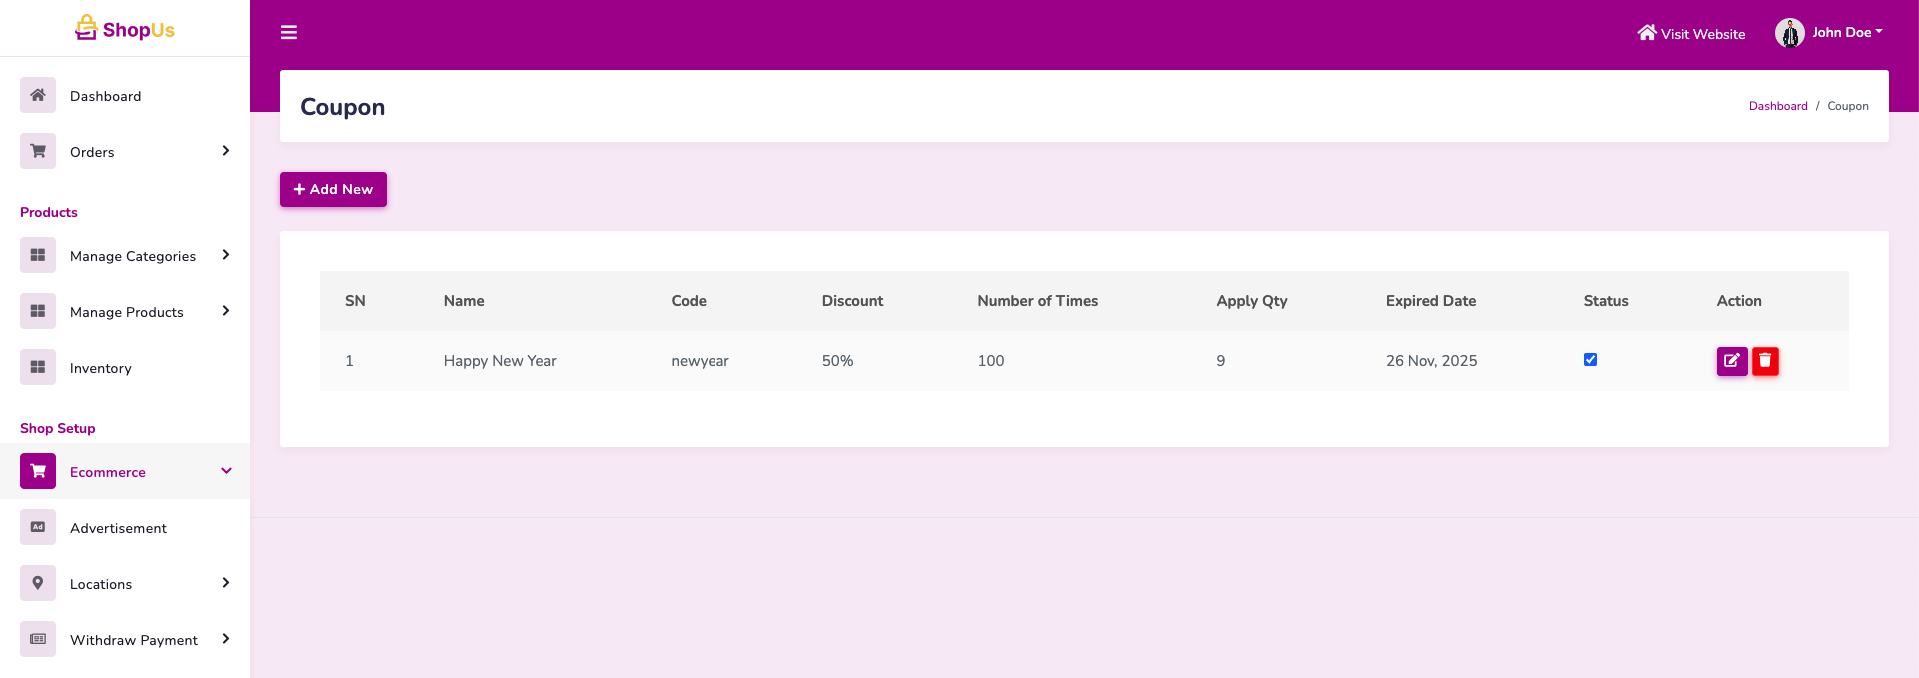 ShopUs
Visit Website
John Doe
Dashboard
Orders
Products
Manage Categories
Manage Products
Inventory
Shop Setup
Ecommerce
Ad
Advertisement
Locations
Withdraw Payment
Coupon
Dashboard / Coupon
+ Add New
SN Name Code Discount Number of Times Apply Qty Expired Date Status Action
1 Happy New Year newyear 50% 100 9 26 Nov, 2025